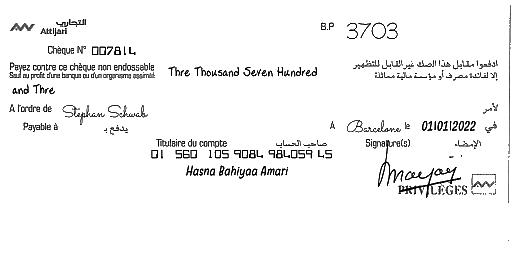 التجاري
Attijari
B.P 3703
Chèque N° 007814
Payez contre ce chèque non endossable
ادفعوا مقابل هذا الصك غير القابل للتظهير
Sauf au profit d'une banque ou d'un organisme assimilé
إلا لفائدة مصرف أو مؤسسة مالية مماثلة
Thre Thousand Seven Hundred
and Thre
A l'ordre de Stephan Schwab
لأمر
Payable à يدفع بـ
A Barcelone le 01/01/2022 في
Titulaire du compte صاحب الحساب
Signature(s) الإمضاء
01 560 105 9084 984059 45
Hasna Bahiyaa Amari
PRIVILÈGES